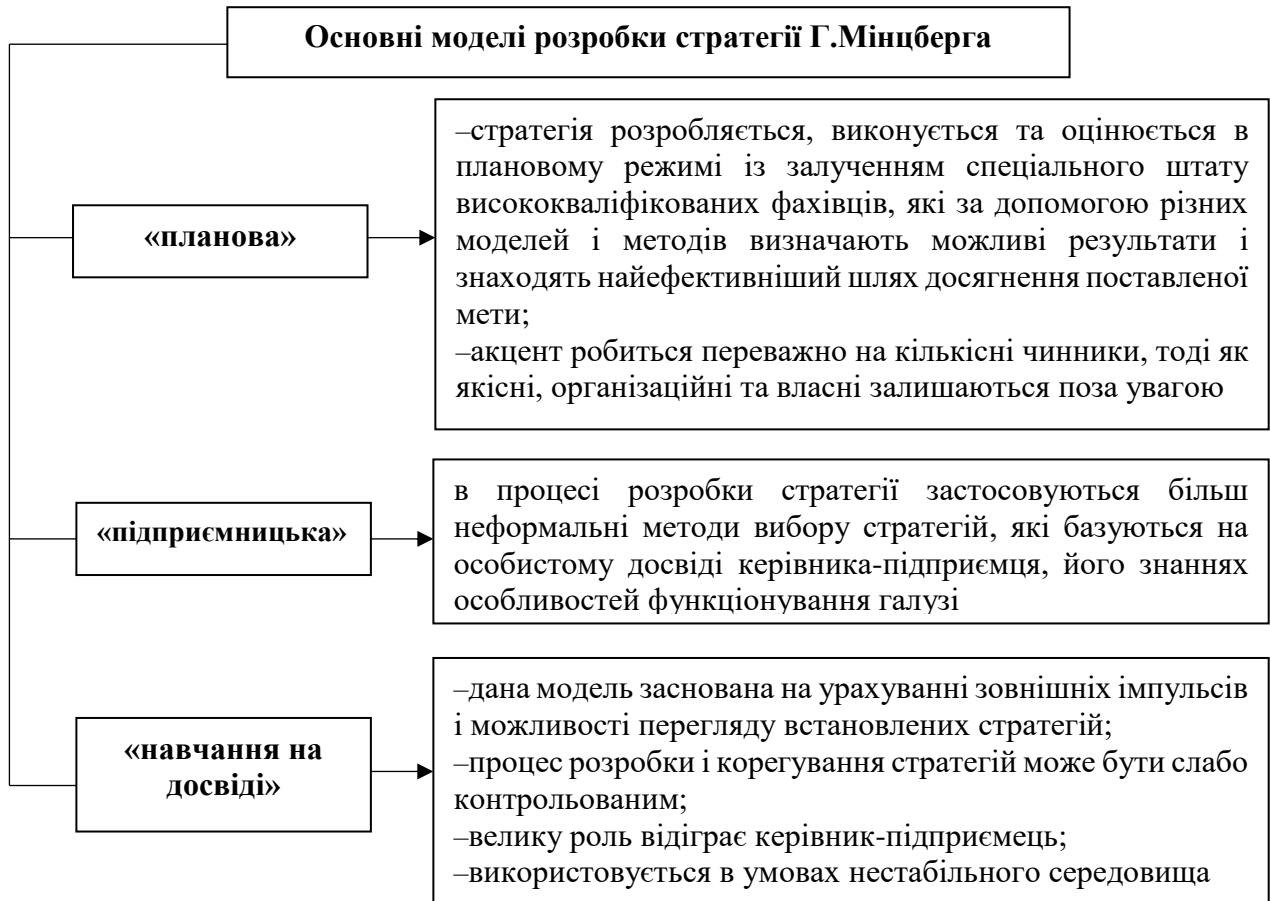 Основні моделі розробки стратегії Г.Мінцберга
«планова»
–стратегія розробляється, виконується та оцінюється в
плановому режимі із залученням спеціального штату
висококваліфікованих фахівців, які за допомогою різних
моделей і методів визначають можливі результати і
знаходять найефективніший шлях досягнення поставленої
мети;
–акцент робиться переважно на кількісні чинники, тоді як
якісні, організаційні та власні залишаються поза увагою
«підприємницька»
в процесі розробки стратегії застосовуються більш
неформальні методи вибору стратегій, які базуються на
особистому досвіді керівника-підприємця, його знаннях
особливостей функціонування галузі
«навчання на
досвіді»
–дана модель заснована на урахуванні зовнішніх імпульсів
і можливості перегляду встановлених стратегій;
–процес розробки і корегування стратегій може бути слабо
контрольованим;
–велику роль відіграє керівник-підприємець;
–використовується в умовах нестабільного середовища